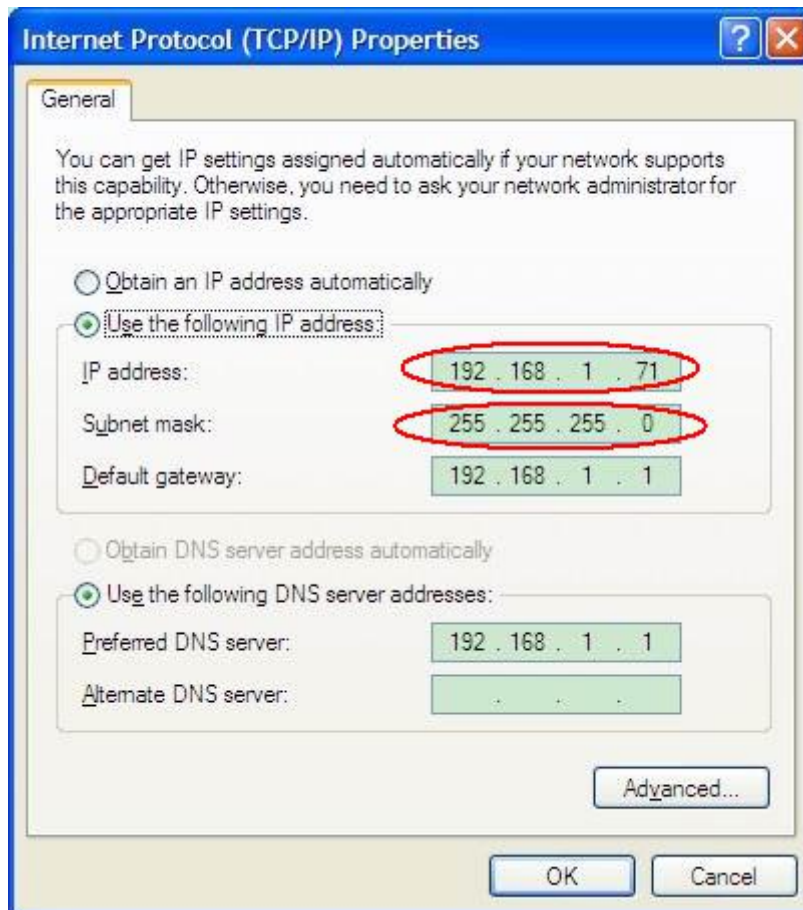 Internet Protocol (TCP/IP) Properties
General
You can get IP settings assigned automatically if your network supports
this capability. Otherwise, you need to ask your network administrator for
the appropriate IP settings.
Obtain an IP address automatically
Use the following IP address:
IP address: 192 . 168 . 1 . 71
Subnet mask: 255 . 255 . 255 . 0
Default gateway: 192 . 168 . 1 . 1
Obtain DNS server address automatically
Use the following DNS server addresses:
Preferred DNS server: 192 . 168 . 1 . 1
Alternate DNS server: . . .
Advanced...
OK Cancel